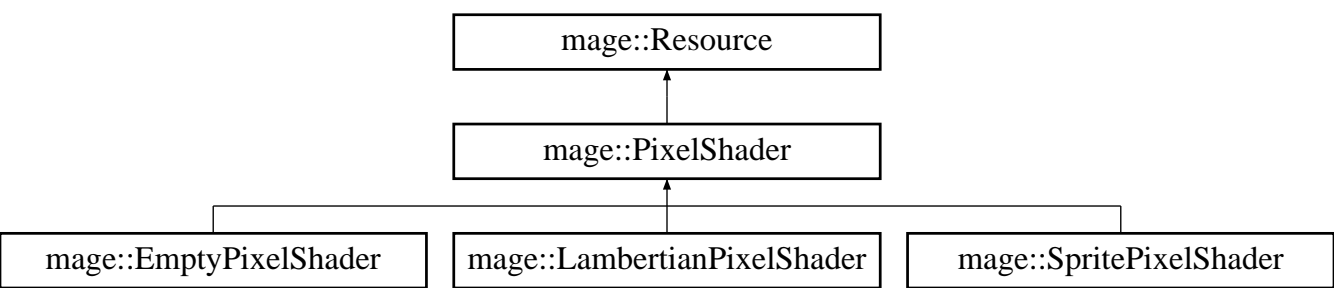 mage::Resource
mage::PixelShader
mage::EmptyPixelShader
mage::LambertianPixelShader
mage::SpritePixelShader